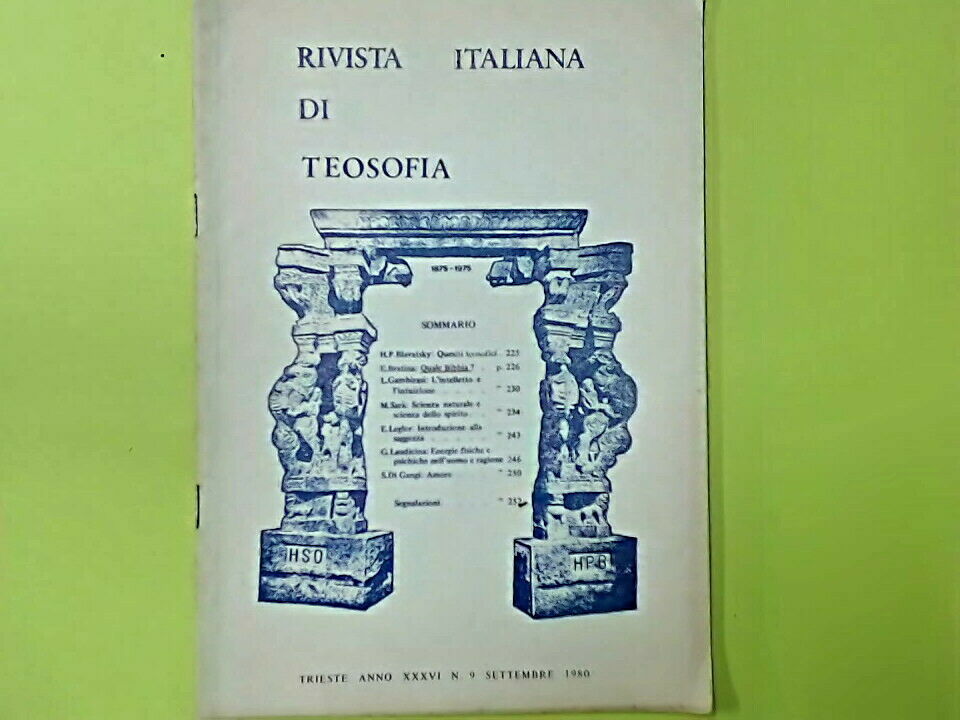 RIVISTA ITALIANA
DI
TEOSOFIA
1875-1975
SOMMARIO
H.P. Blavatsky: Quesiti teosofici . 225
E. Bratina: Quale Bibbia? . p. 226
L. Gambirasi: L'intelletto e
l'intuizione " 230
M. Sarà: Scienza naturale e
scienza dello spirito . . " 234
E. Introduzione alla
saggezza . . . . " 243
G. Laudicina: Energie fisiche e
psichiche nell'uomo e ragione 246
S. Di Gangi: Amore " 250
Segnalazioni " 252
HSO
HPB
TRIESTE ANNO XXXVI N. 9 SETTEMBRE 1980